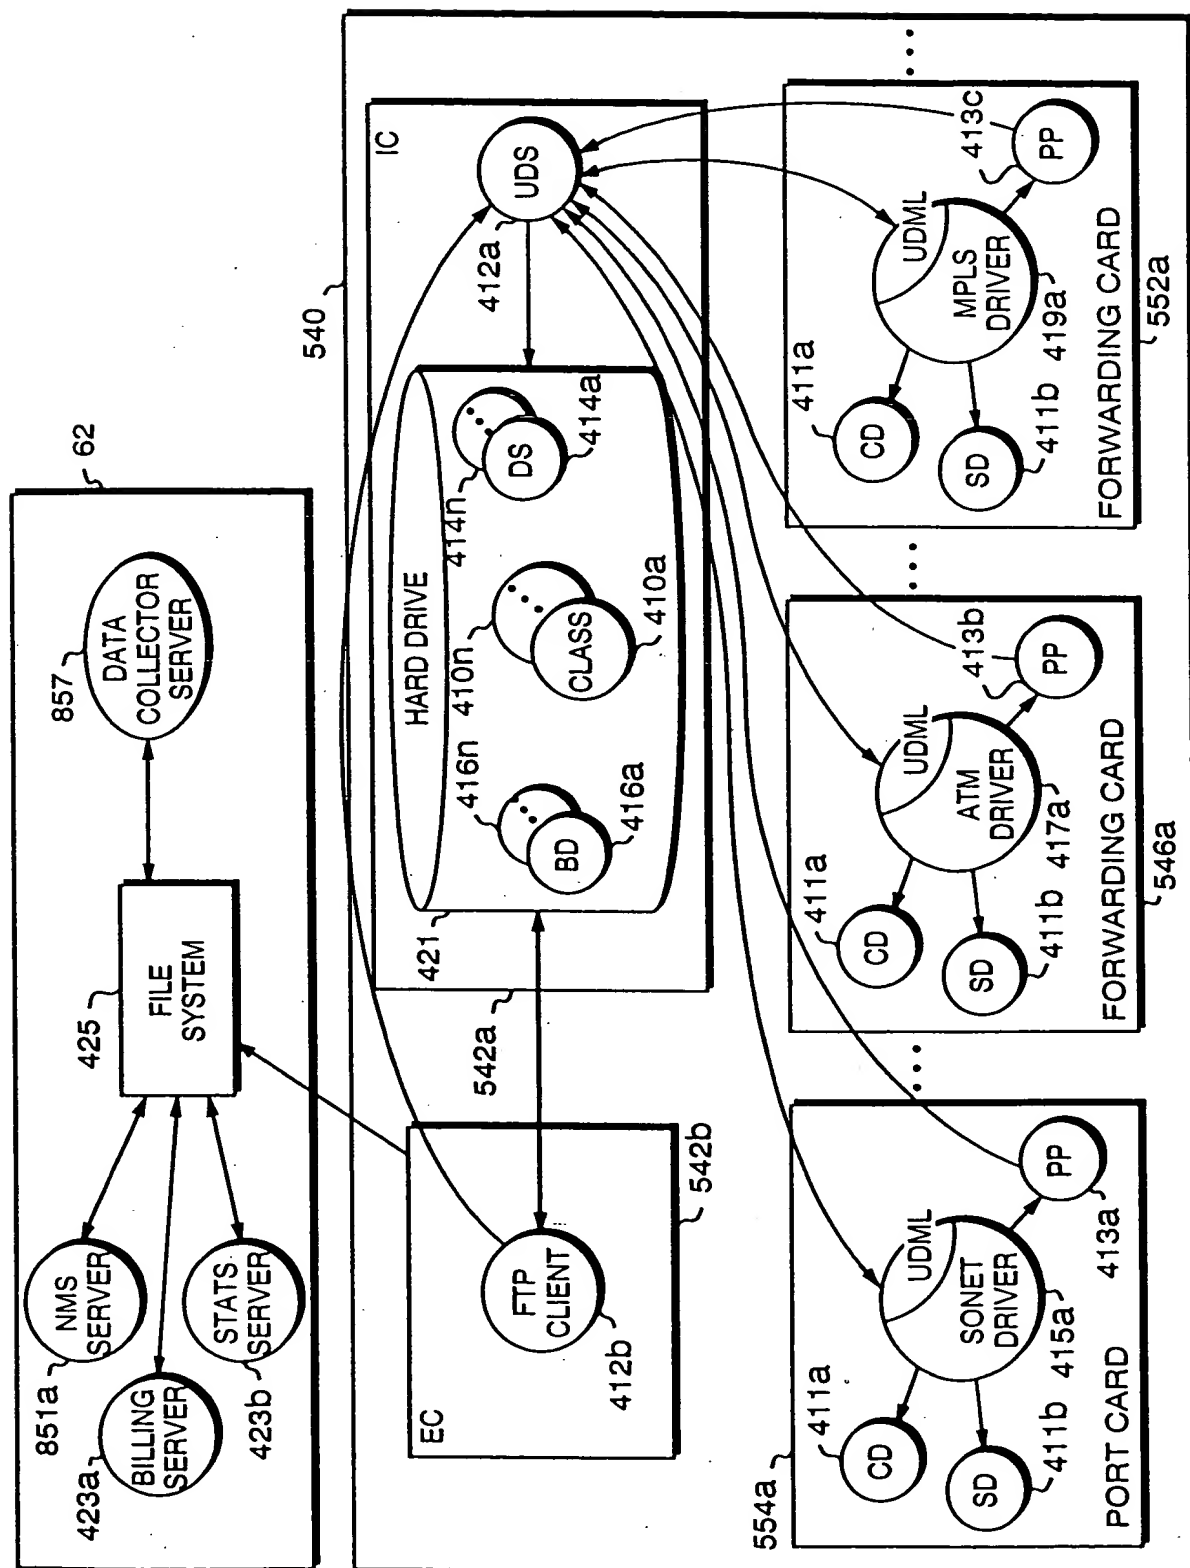 62
857
DATA
COLLECTOR
SERVER
425
FILE
SYSTEM
851a
NMS
SERVER
423a
BILLING
SERVER
STATS.
SERVER
423b
540
IC
UDS
412a
HARD DRIVE
414n
DS
414a
410n
CLASS
410a
416n
BD
416a
421
542a
EC
FTP
CLIENT
412b
542b
554a
411a
CD
SD
411b
UDML
SONET
DRIVER
415a
PP
413a
PORT CARD
411a
CD
SD
411b
UDML
ATM
DRIVER
417a
PP
413b
FORWARDING CARD
546a
411a
CD
SD
411b
UDML
MPLS
DRIVER
419a
PP
413c
FORWARDING CARD
552a